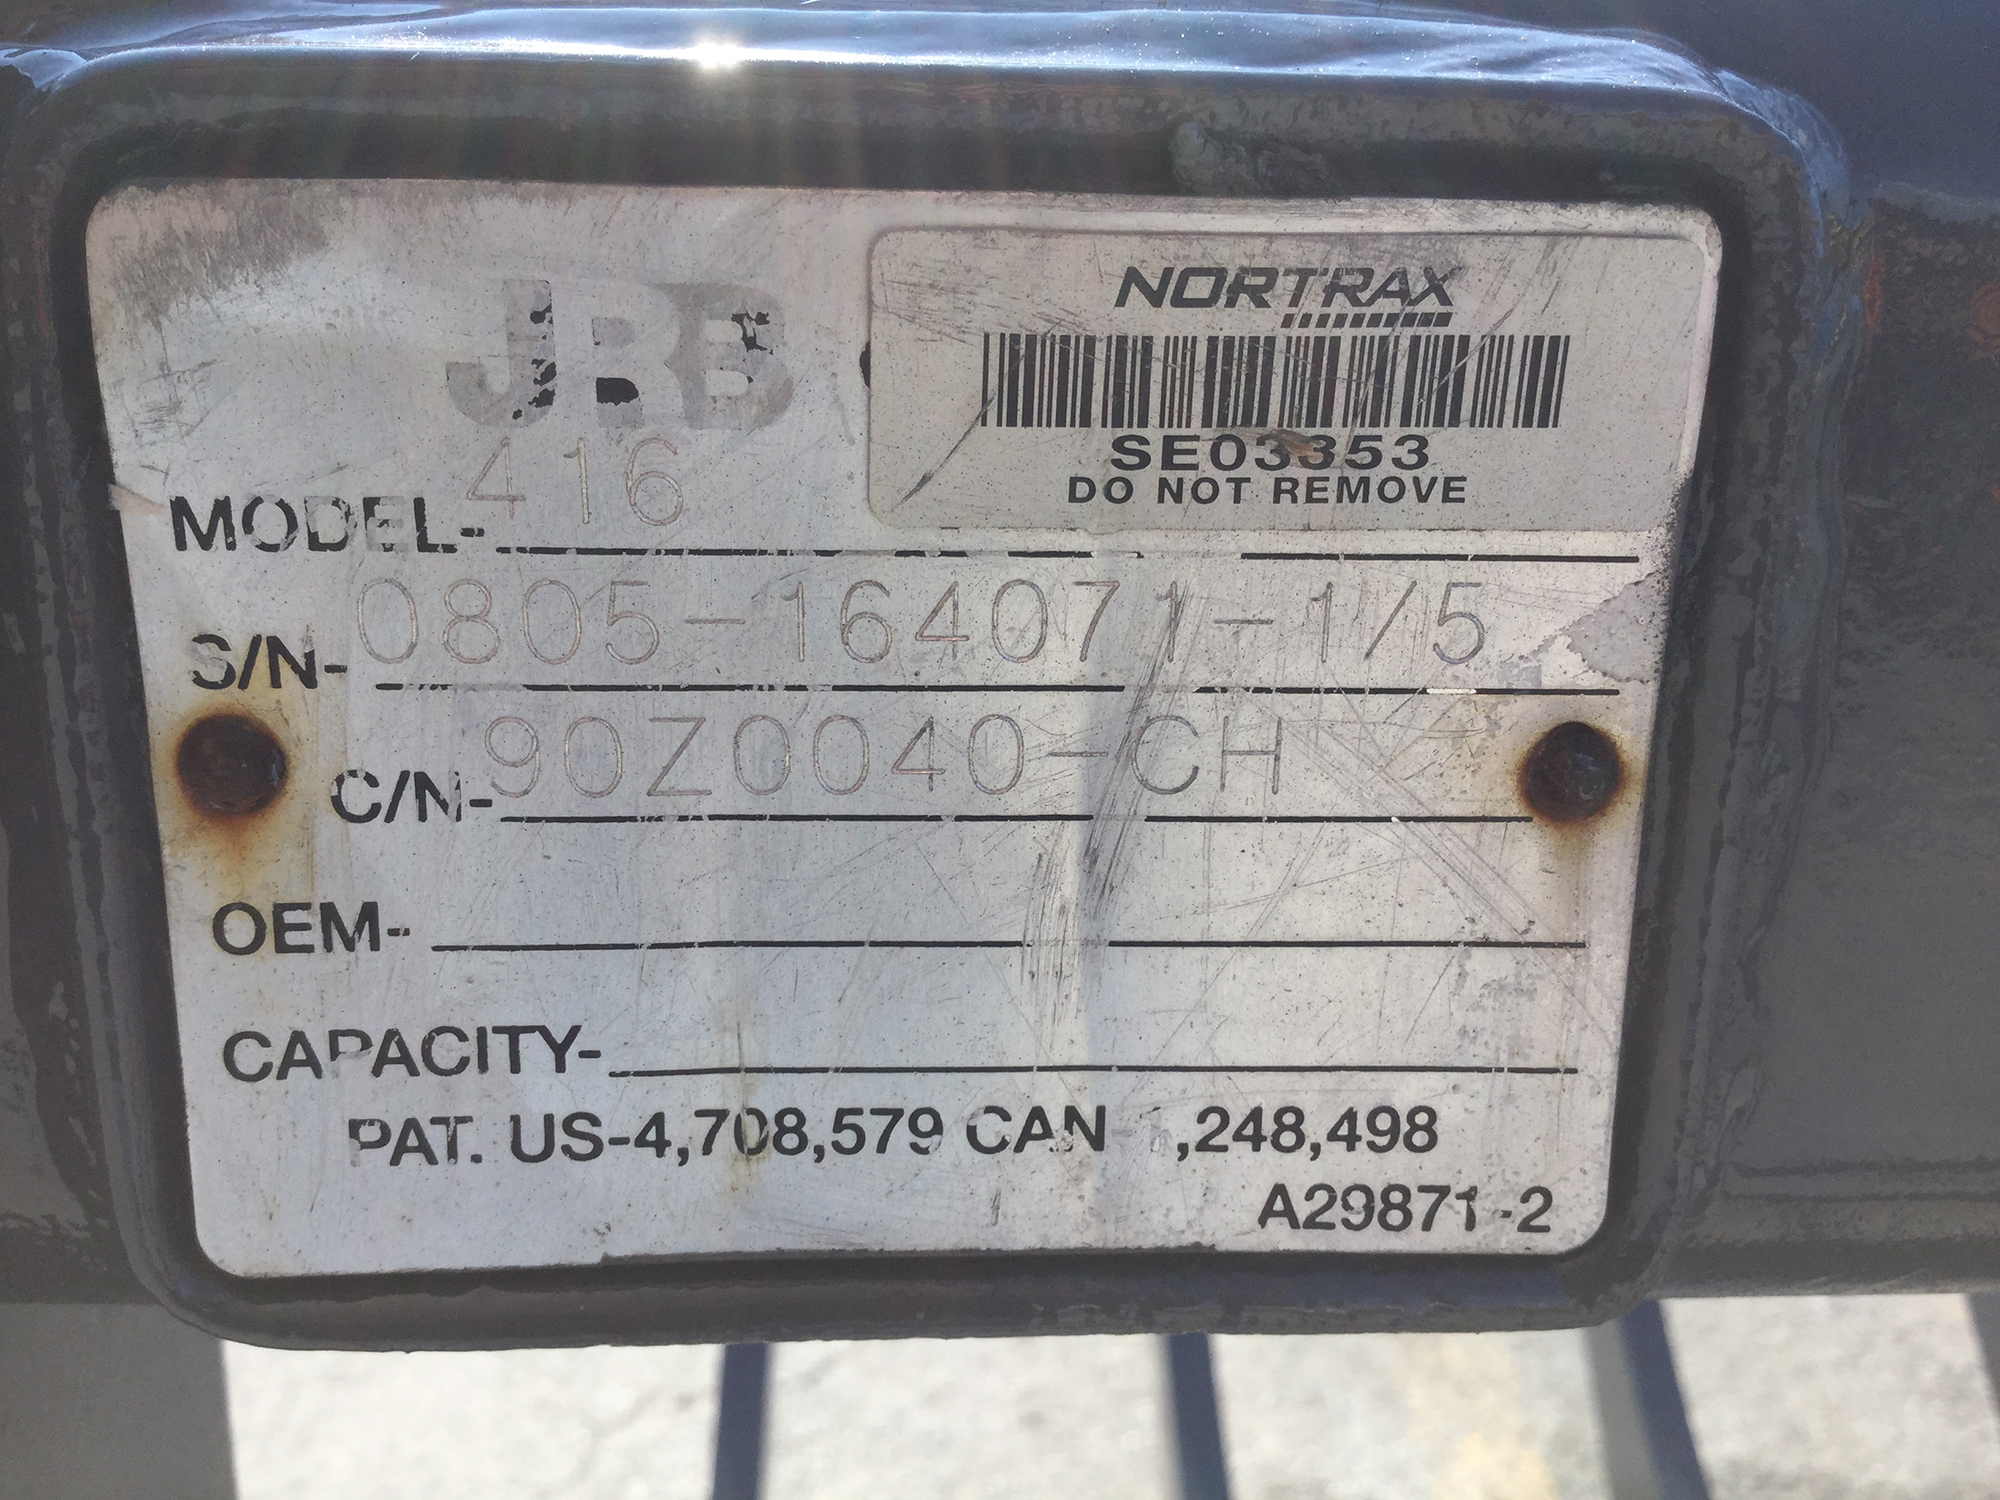 JRB
NORTRAX
SE03353
DO NOT REMOVE
MODEL- 416
S/N- 0805-164071-1/5
C/N- 90Z0040-CH
OEM-
CAPACITY-
PAT. US-4,708,579 CAN-1,248,498
A29871-2